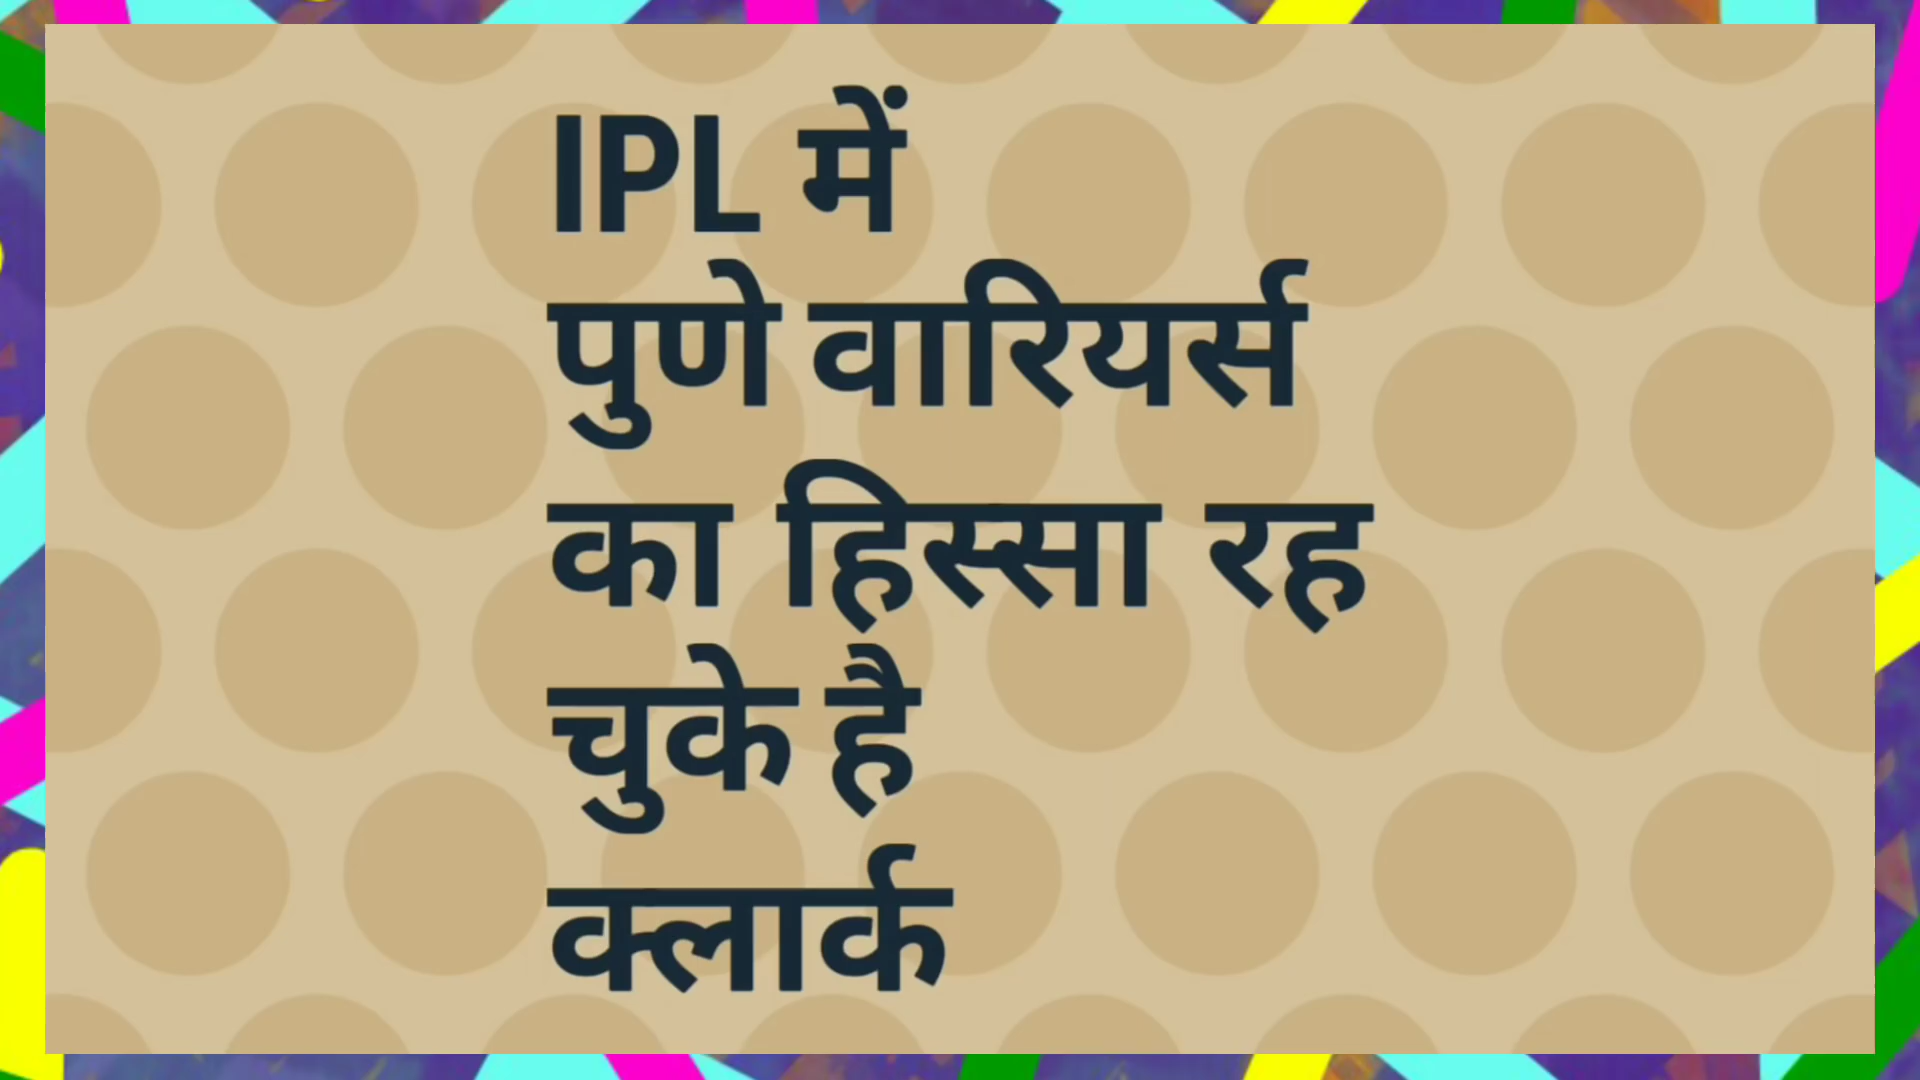 IPL में
पुणे वारियर्स
का हिस्सा रह
चुके है
क्लार्क